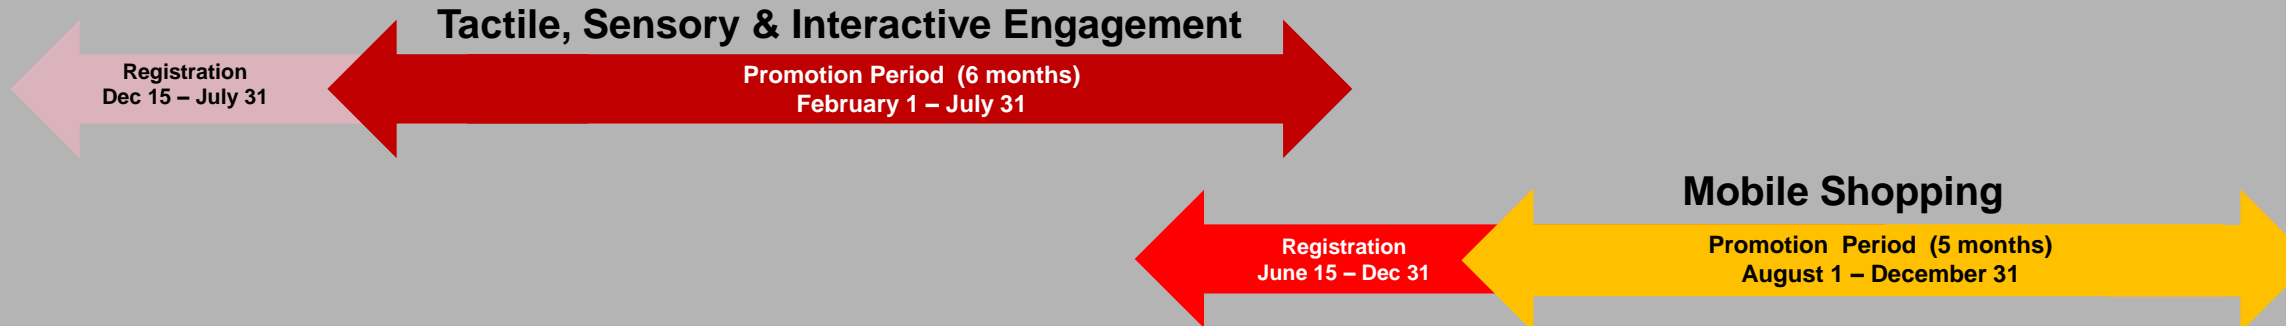 Tactile, Sensory & Interactive Engagement
Registration
Dec 15 – July 31
Promotion Period (6 months)
February 1 – July 31
Mobile Shopping
Registration
June 15 – Dec 31
Promotion Period (5 months)
August 1 – December 31